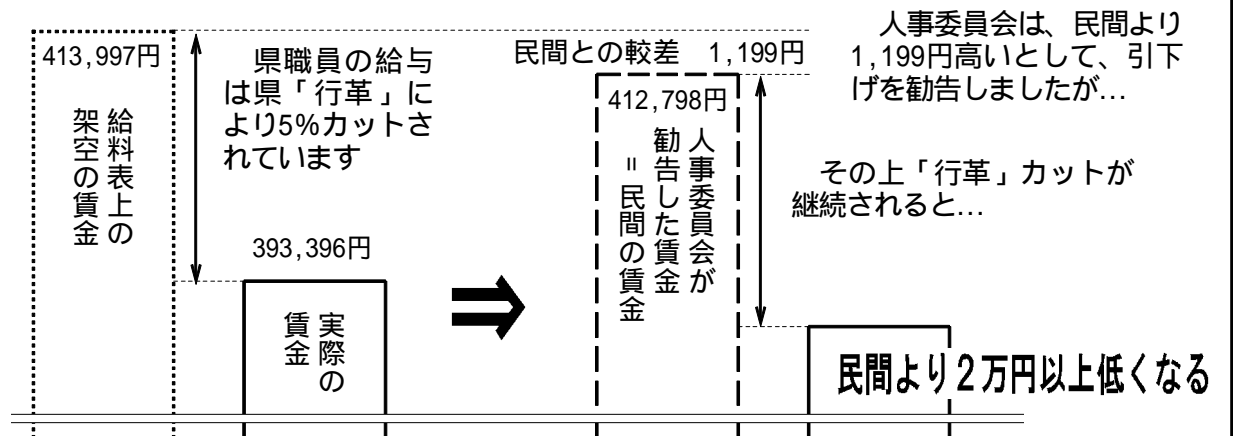 413,997円
給料表上の
架空の賃金
県職員の給与
は県「行革」に
より5%カットさ
れています
393,396円
実際の
賃金
民間との較差 1,199円
412,798円
人事委員会が
勧告した賃金
=民間の賃金
人事委員会は、民間より
1,199円高いとして、引下
げを勧告しましたが…
その上「行革」カットが
継続されると…
民間より２万円以上低くなる